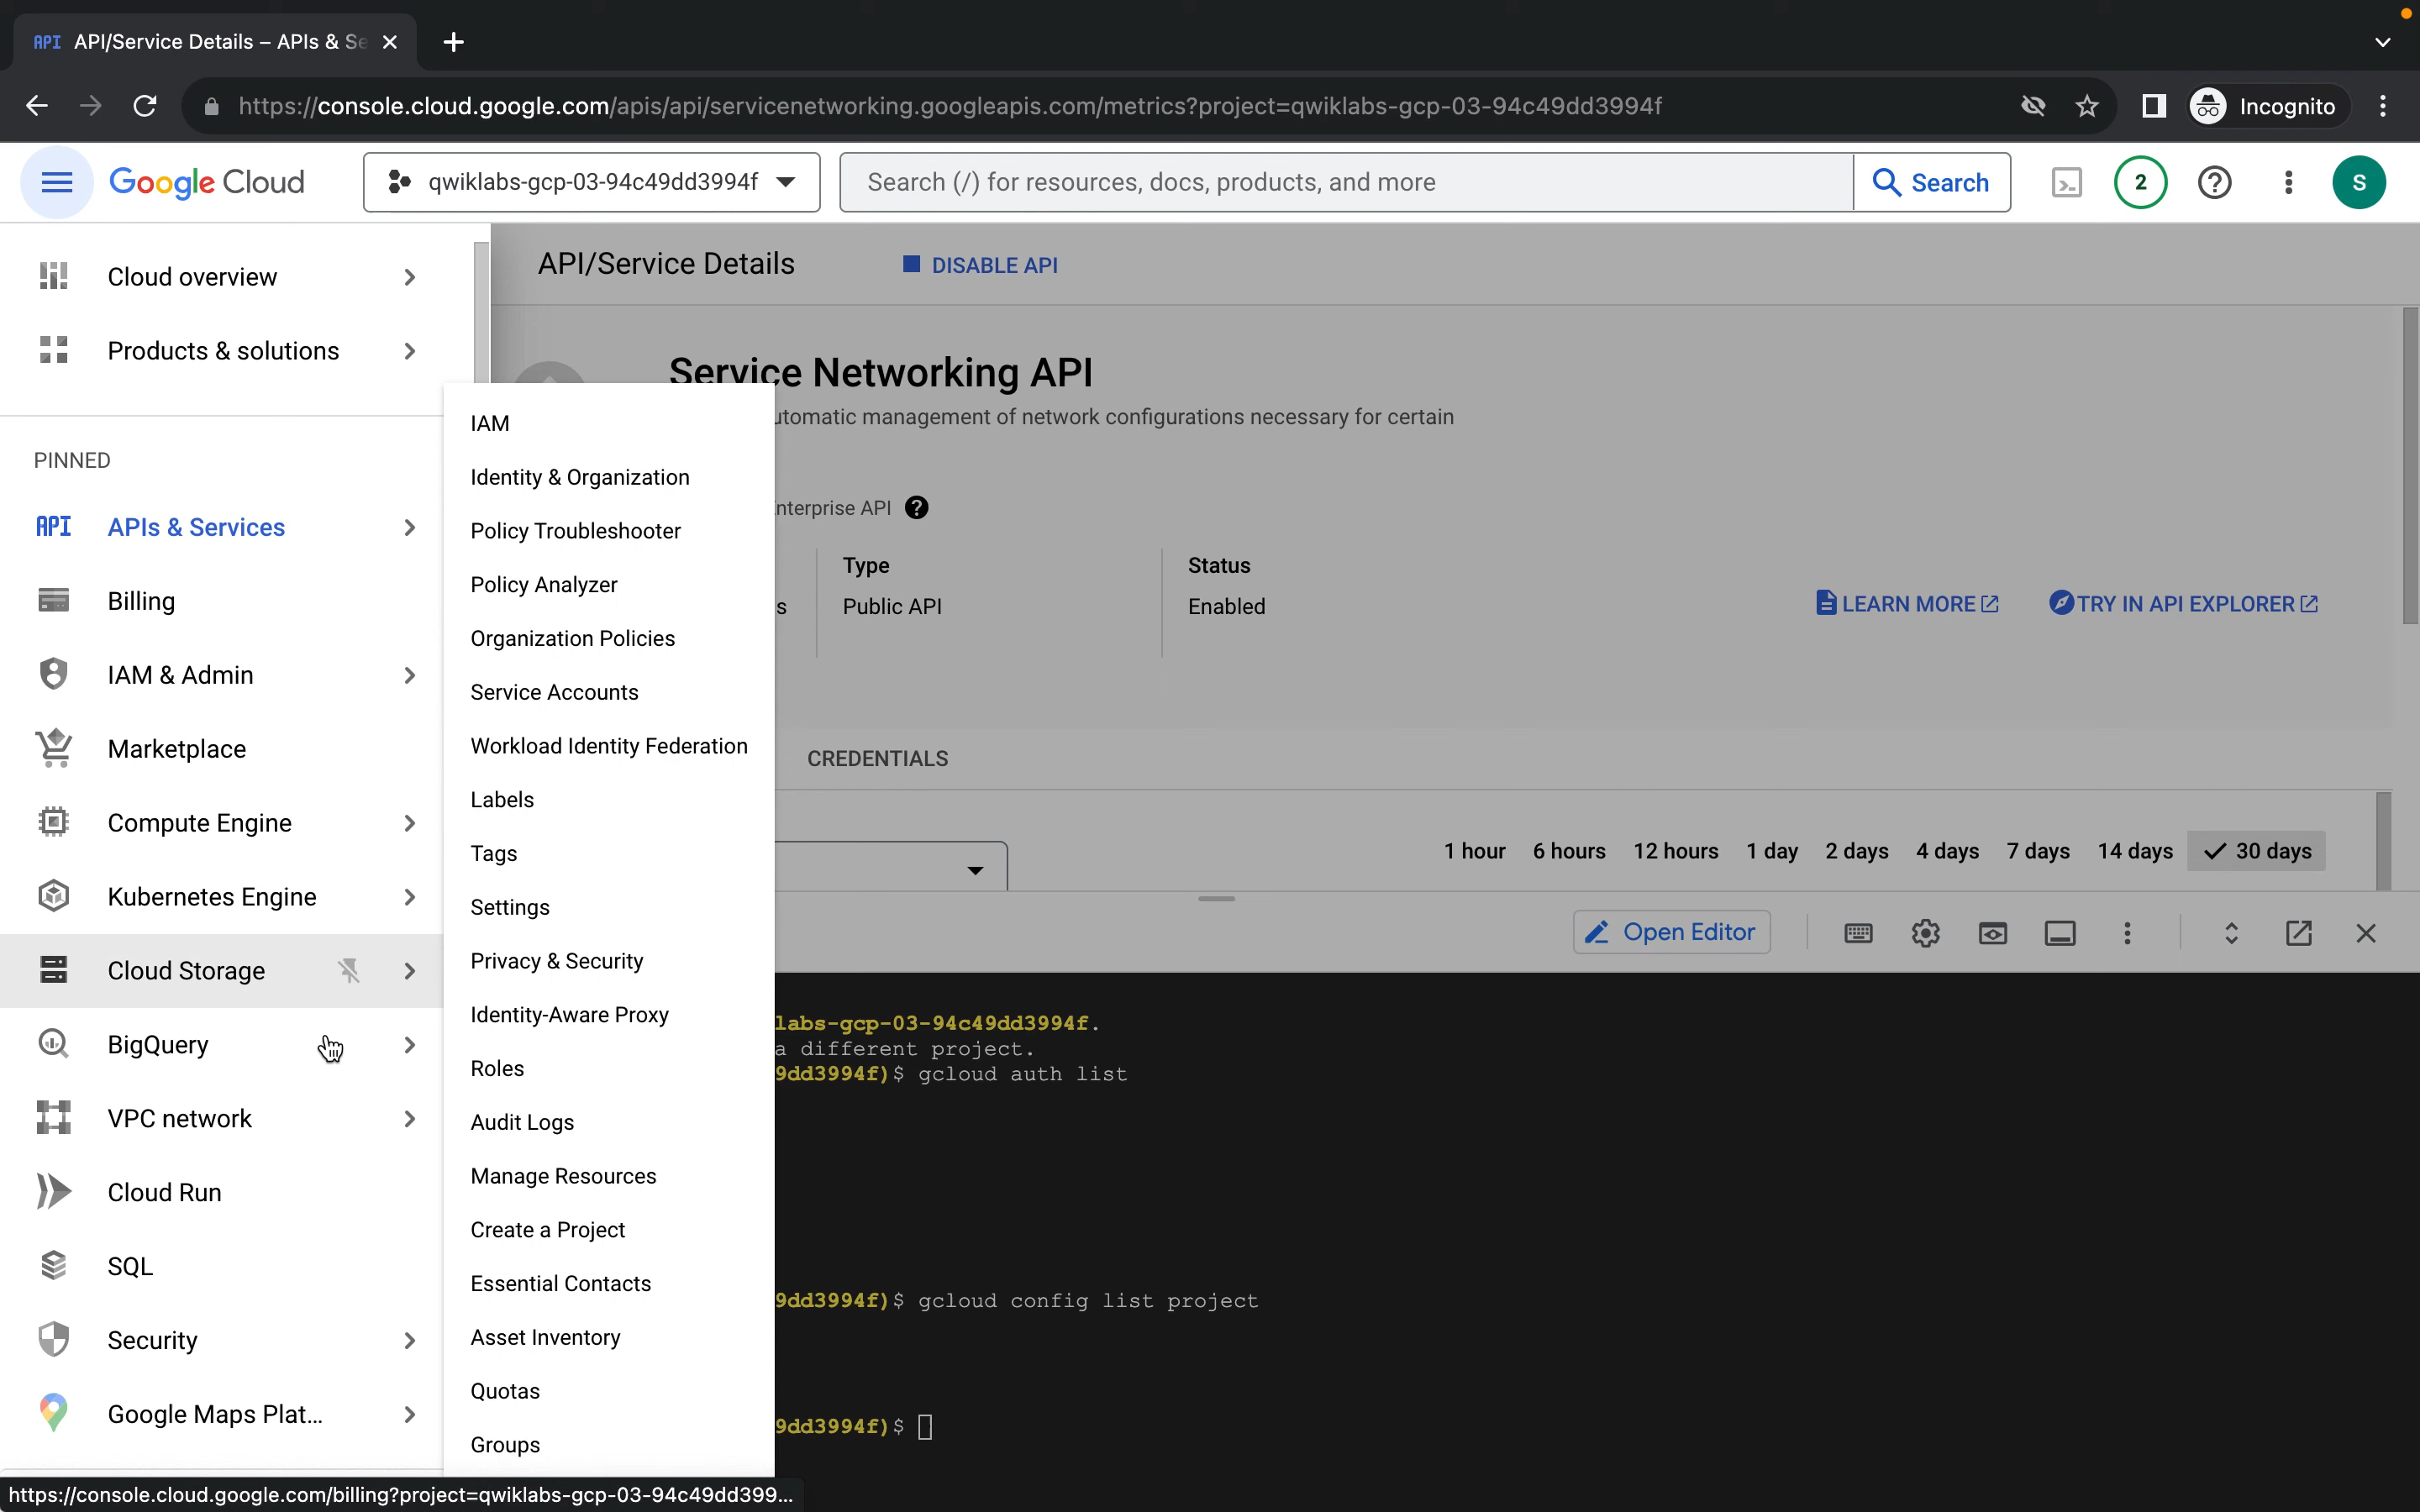 API API/Service Details – APIs & Se
https://console.cloud.google.com/apis/api/servicenetworking.googleapis.com/metrics?project=qwiklabs-gcp-03-94c49dd3994f
Incognito
Google Cloud
qwiklabs-gcp-03-94c49dd3994f
Search (/) for resources, docs, products, and more
Search
2
S
Cloud overview
Products & solutions
PINNED
API APIs & Services
Billing
IAM & Admin
Marketplace
Compute Engine
Kubernetes Engine
Cloud Storage
BigQuery
VPC network
Cloud Run
SQL
Security
Google Maps Plat...
IAM
Identity & Organization
Policy Troubleshooter
Policy Analyzer
Organization Policies
Service Accounts
Workload Identity Federation
Labels
Tags
Settings
Privacy & Security
Identity-Aware Proxy
Roles
Audit Logs
Manage Resources
Create a Project
Essential Contacts
Asset Inventory
Quotas
Groups
API/Service Details
DISABLE API
Service Networking API
utomatic management of network configurations necessary for certain
nterprise API
s
Type
Public API
Status
Enabled
LEARN MORE
TRY IN API EXPLORER
CREDENTIALS
1 hour 6 hours 12 hours 1 day 2 days 4 days 7 days 14 days 30 days
Open Editor
labs-gcp-03-94c49dd3994f.
a different project.
9dd3994f)$ gcloud auth list
9dd3994f)$ gcloud config list project
9dd3994f)$
https://console.cloud.google.com/billing?project=qwiklabs-gcp-03-94c49dd399...